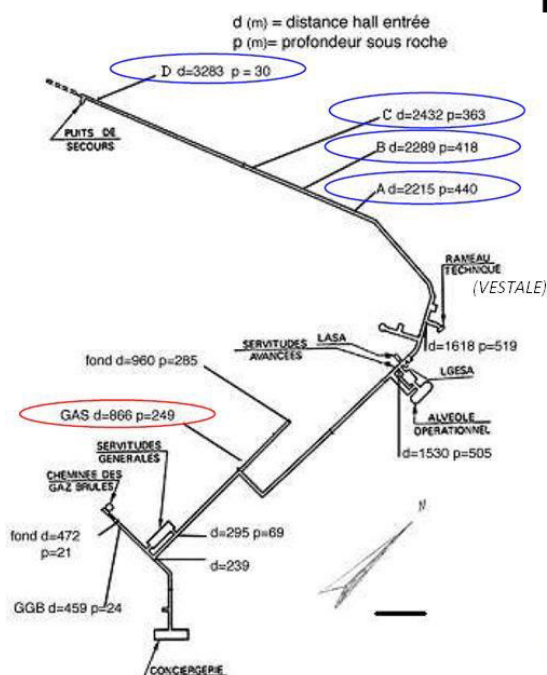 d (m) = distance hall entrée
p (m)= profondeur sous roche
D d=3283 p = 30
PUITS DE
SECOURS
C d=2432 p=363
B d=2289 p=418
A d=2215 p=440
RAMEAU
TECHNIQUE
(VESTALE)
LASA
SERVITUDES
AVANCÉES
d=1618 p=519
LGESA
fond d=960 p=285
ALVEOLE
OPERATIONNEL
GAS d=866 p=249
SERVITUDES
GENERALES
d=1530 p=505
CHEMINEE DES
GAZ BRULES
N
fond d=472
p=21
d=295 p=69
d=239
GGB d=459 p=24
CONCIERGERIE